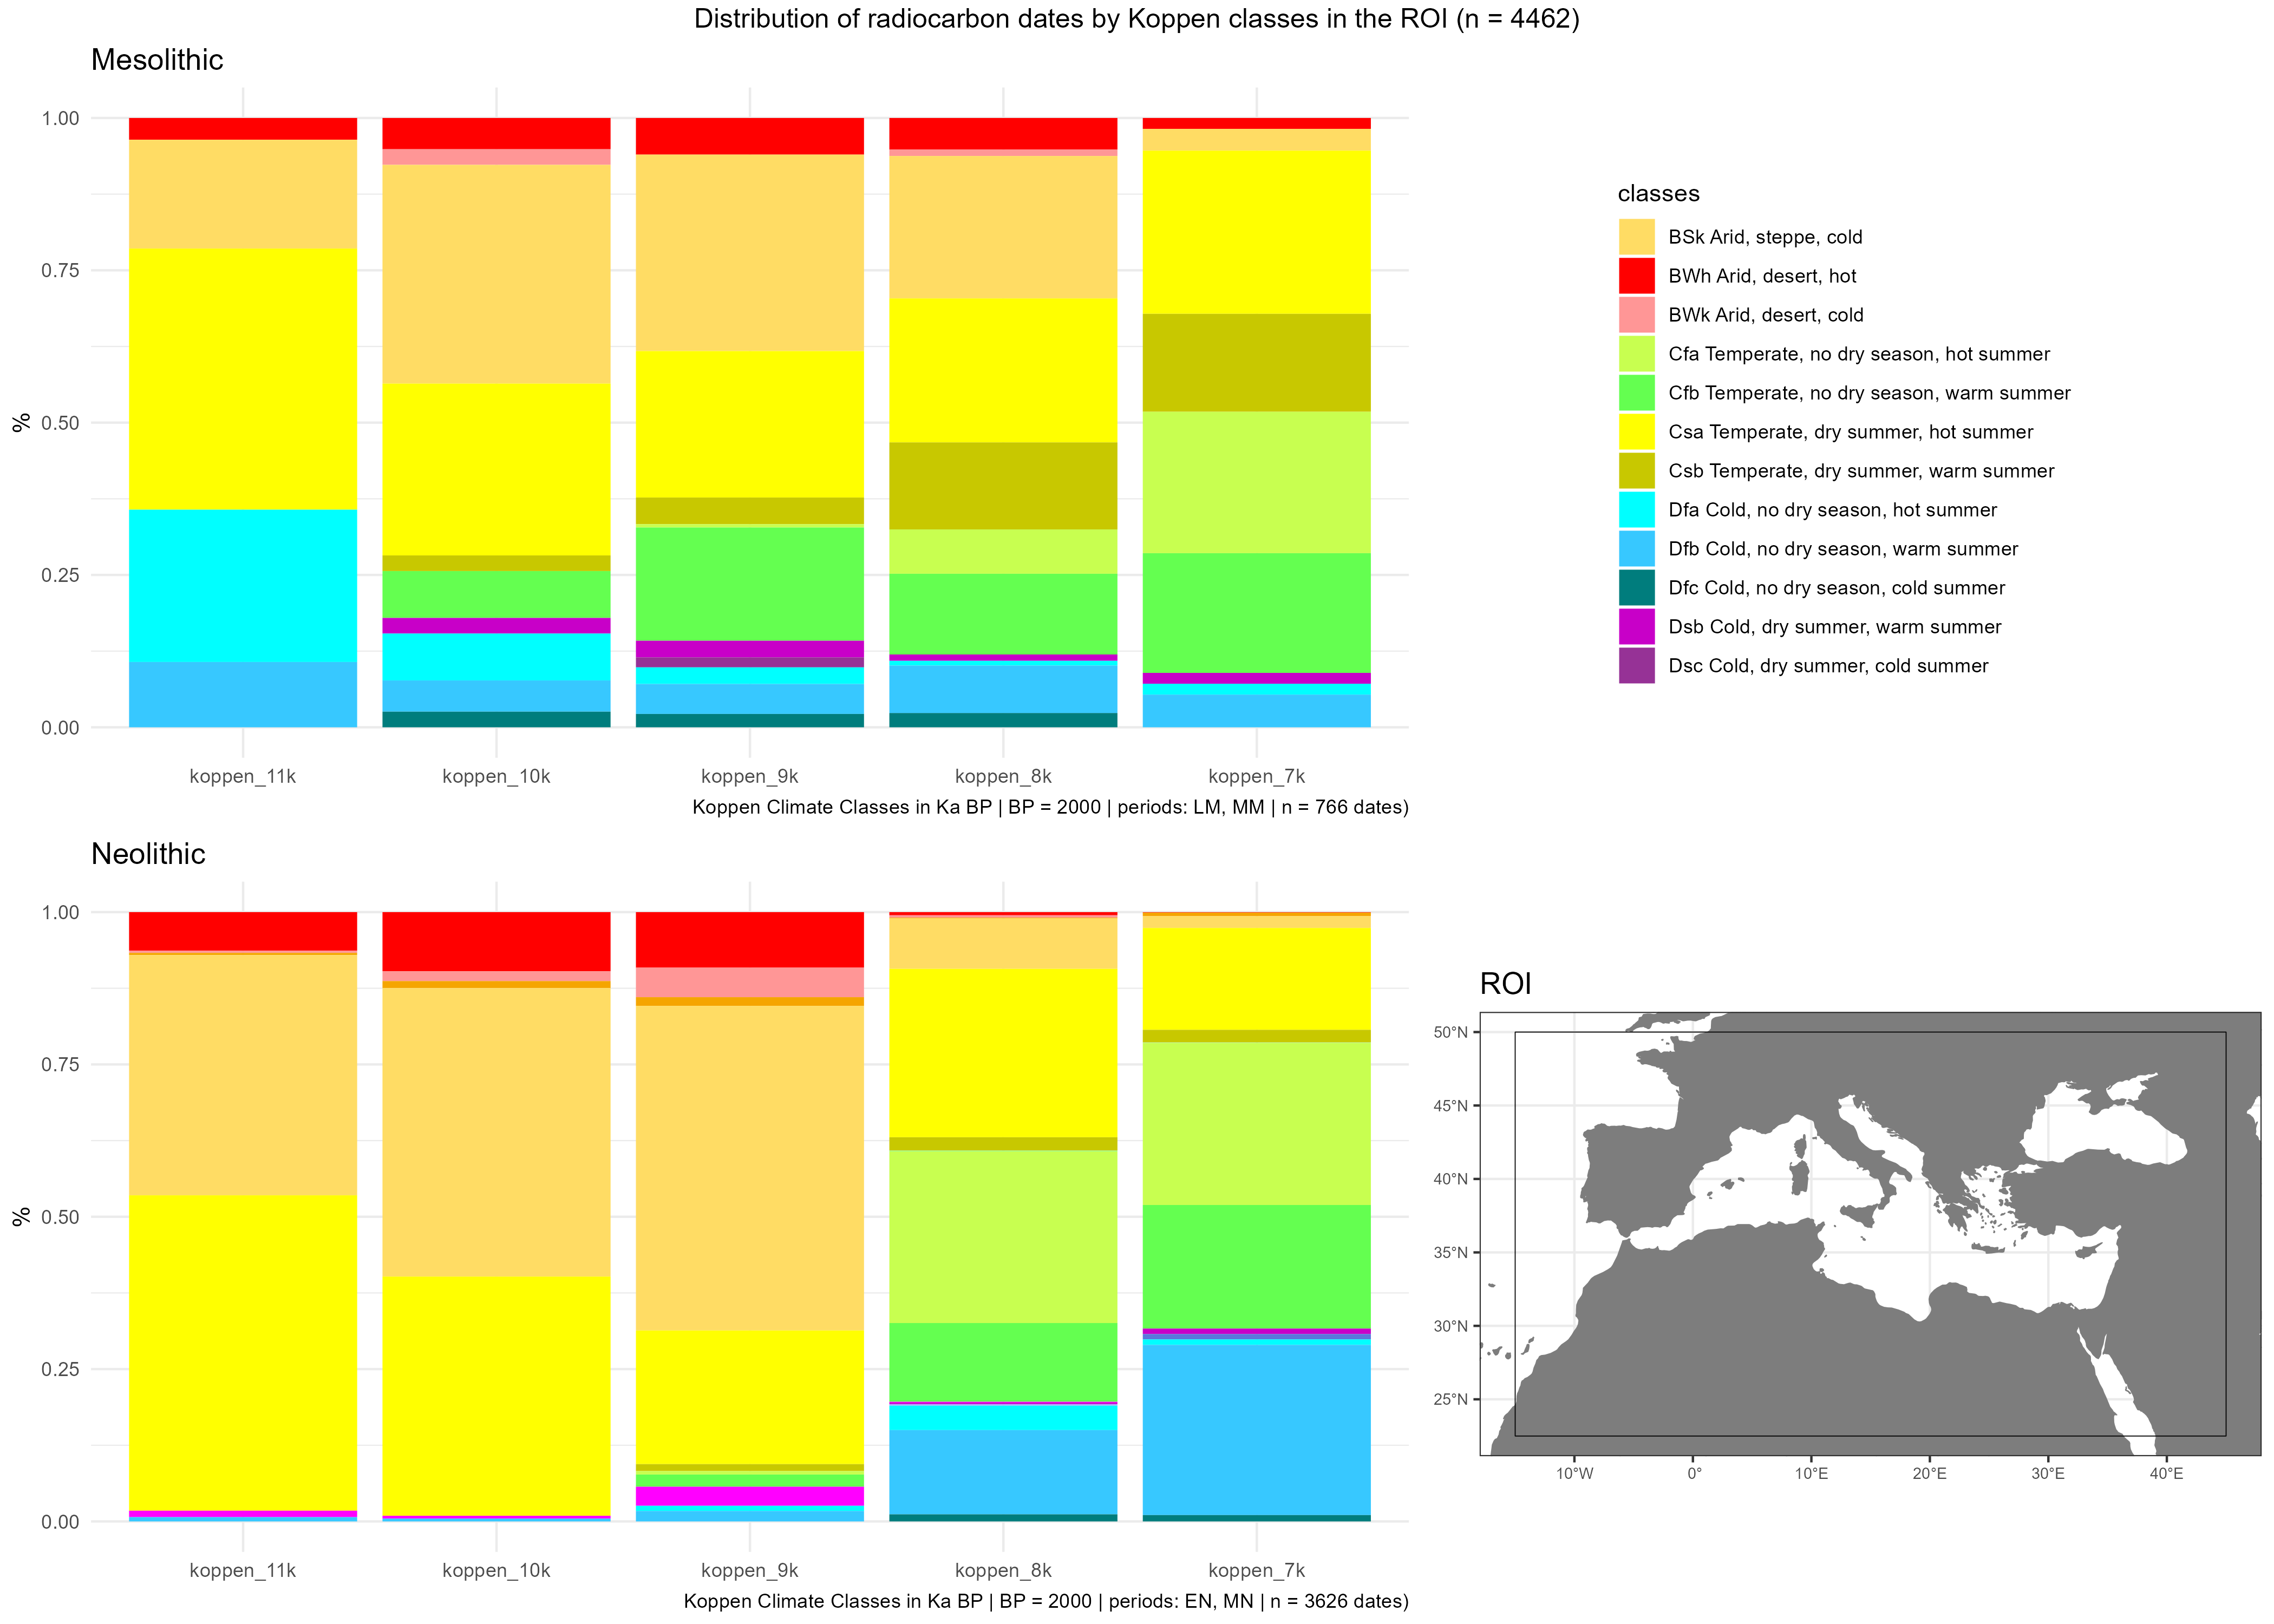 Distribution of radiocarbon dates by Koppen classes in the ROI (n = 4462)
Mesolithic
1.00
0.75
0.50
0.25
0.00
%
koppen_11k
koppen_10k
koppen_9k
koppen_8k
koppen_7k
Koppen Climate Classes in Ka BP | BP = 2000 | periods: LM, MM | n = 766 dates)
classes
BSk Arid, steppe, cold
BWh Arid, desert, hot
BWk Arid, desert, cold
Cfa Temperate, no dry season, hot summer
Cfb Temperate, no dry season, warm summer
Csa Temperate, dry summer, hot summer
Csb Temperate, dry summer, warm summer
Dfa Cold, no dry season, hot summer
Dfb Cold, no dry season, warm summer
Dfc Cold, no dry season, cold summer
Dsb Cold, dry summer, warm summer
Dsc Cold, dry summer, cold summer
Neolithic
1.00
0.75
0.50
0.25
0.00
%
koppen_11k
koppen_10k
koppen_9k
koppen_8k
koppen_7k
Koppen Climate Classes in Ka BP | BP = 2000 | periods: EN, MN | n = 3626 dates)
ROI
50°N
45°N
40°N
35°N
30°N
25°N
10°W
0°
10°E
20°E
30°E
40°E